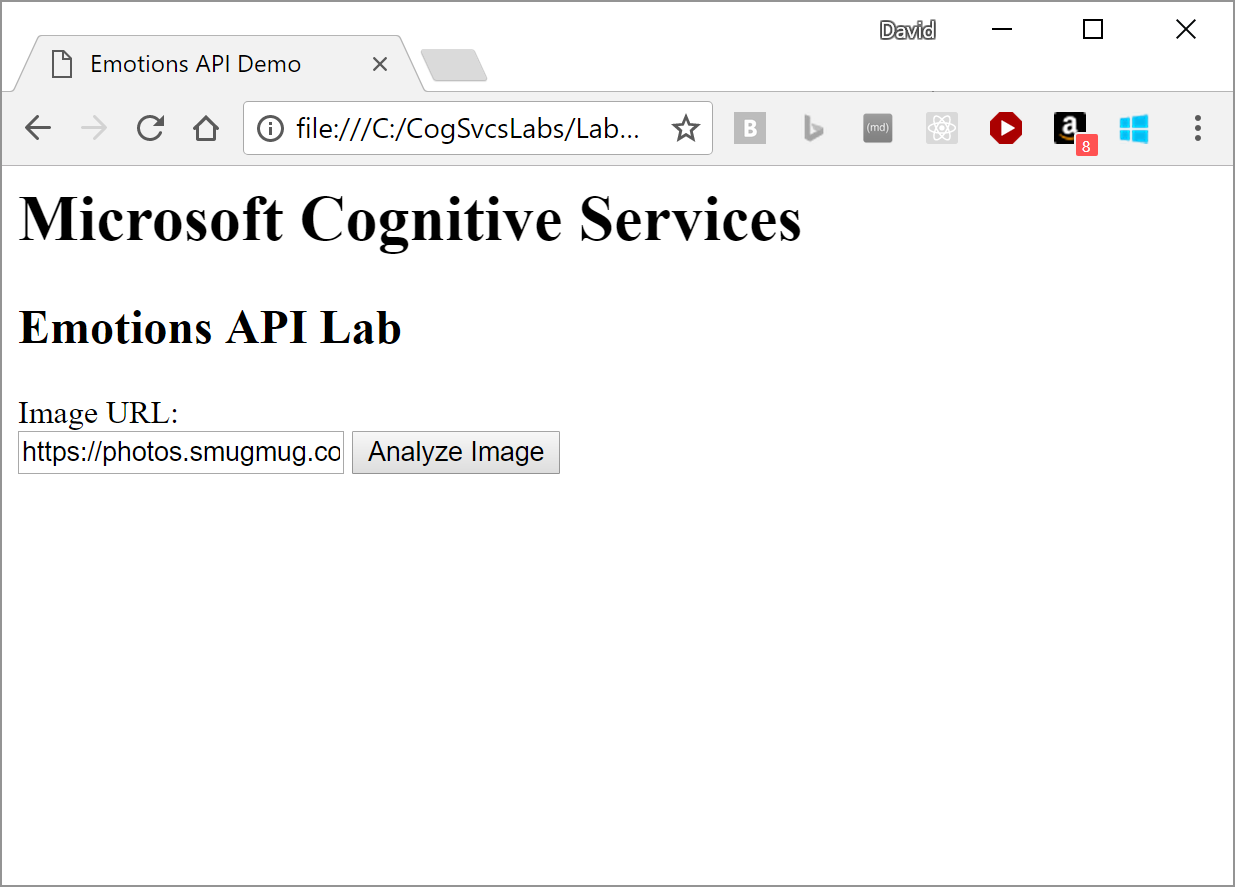 David
Emotions API Demo
file:///C:/CogSvcsLabs/Lab...
B
(md)
a
8
Microsoft Cognitive Services
Emotions API Lab
Image URL:
https://photos.smugmug.co
Analyze Image